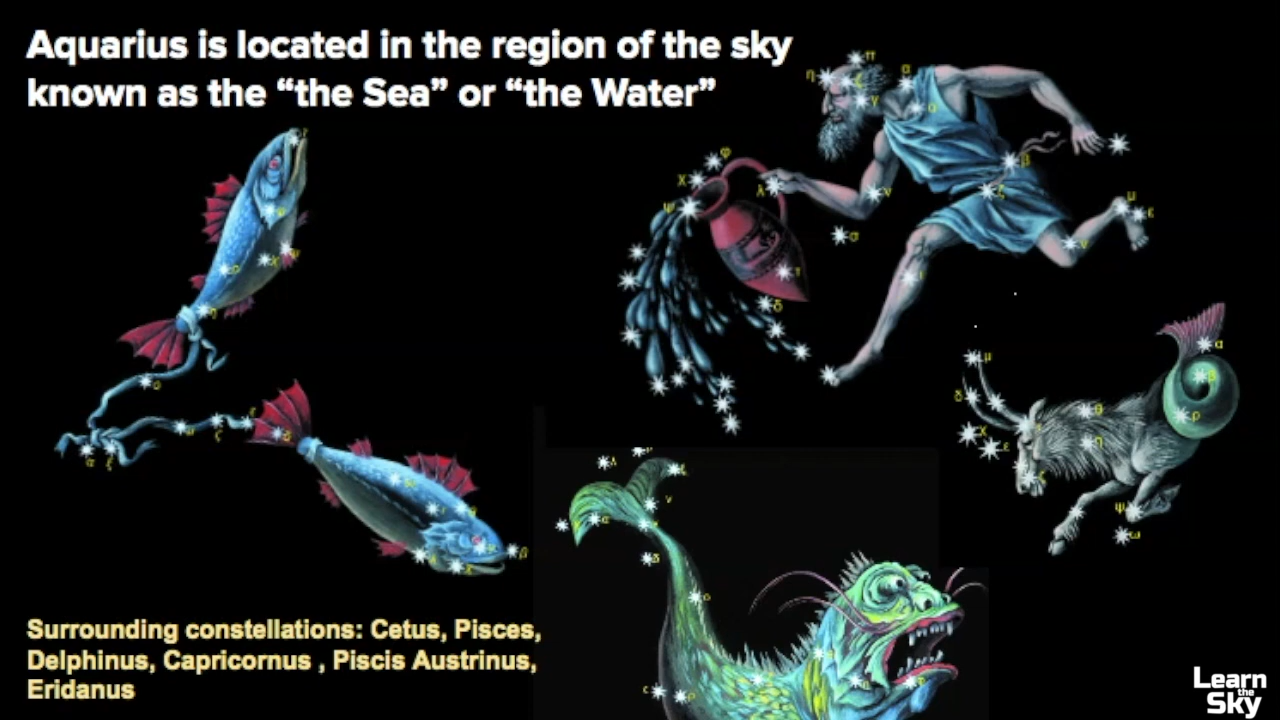 Aquarius is located in the region of the sky
known as the “the Sea” or “the Water”
Surrounding constellations: Cetus, Pisces,
Delphinus, Capricornus , Piscis Austrinus,
Eridanus
Learn
the
Sky